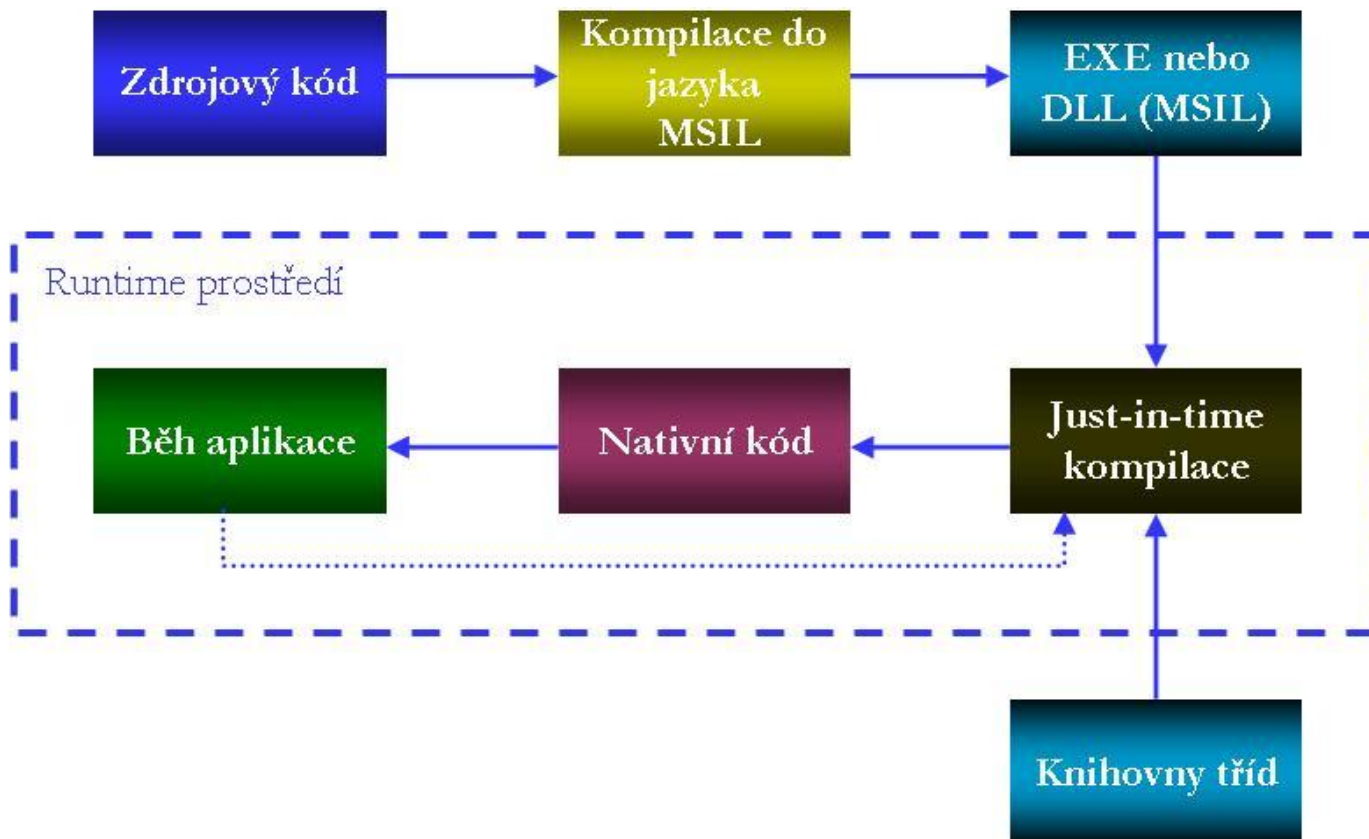 Zdrojový kód
Kompilace do
jazyka
MSIL
EXE nebo
DLL (MSIL)
Runtime prostředí
Běh aplikace
Nativní kód
Just-in-time
kompilace
Knihovny tříd